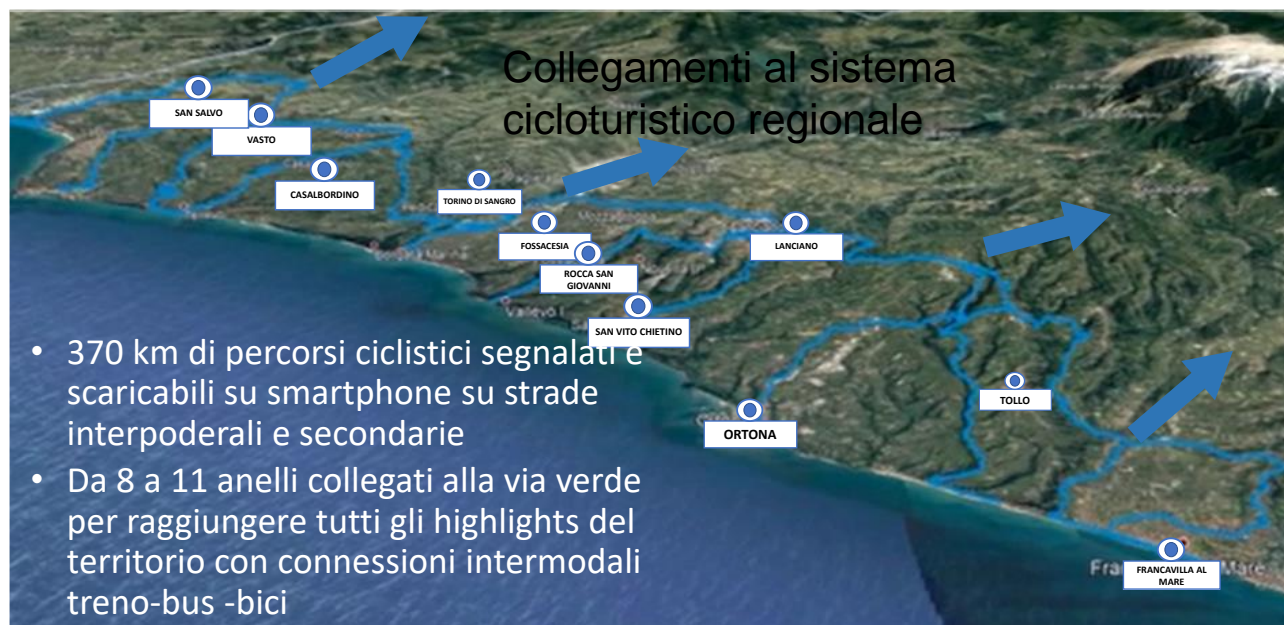 Collegamenti al sistema
cicloturistico regionale
SAN SALVO
VASTO
CASALBORDINO
TORINO DI SANGRO
FOSSACESIA
ROCCA SAN
GIOVANNI
LANCIANO
SAN VITO CHIETINO
ORTONA
TOLLO
FRANCAVILLA AL
MARE
• 370 km di percorsi ciclistici segnalati e
scaricabili su smartphone su strade
interpoderali e secondarie
• Da 8 a 11 anelli collegati alla via verde
per raggiungere tutti gli highlights del
territorio con connessioni intermodali
treno-bus -bici